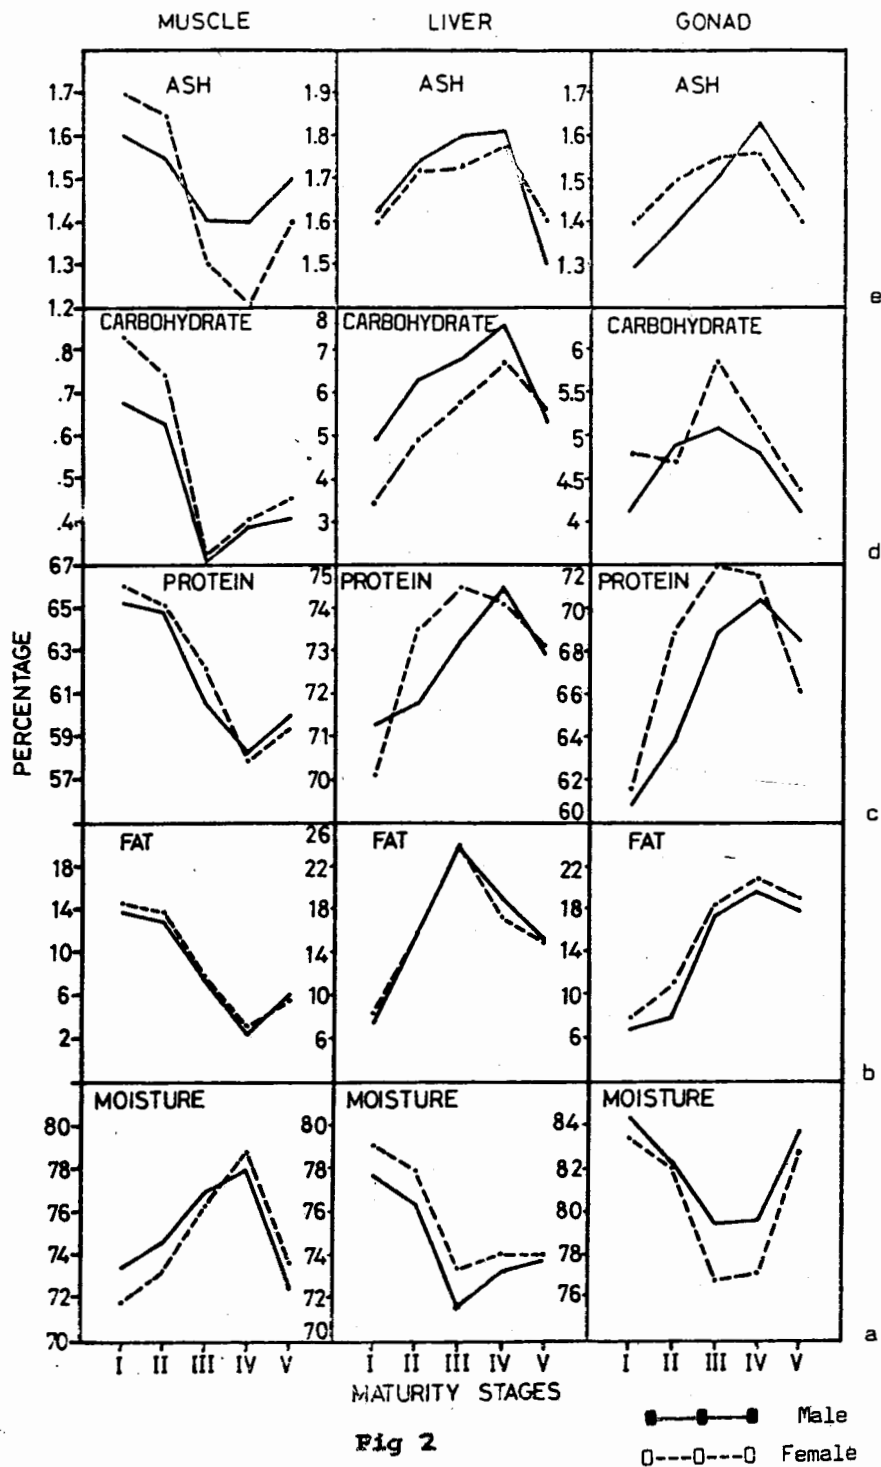 MUSCLE LIVER GONAD
ASH ASH ASH
1.7 1.9 1.7
1.6 1.8 1.6
1.5 1.7 1.5
1.4 1.6 1.4
1.3 1.5 1.3
1.2
e
CARBOHYDRATE CARBOHYDRATE CARBOHYDRATE
8
.8 7 6
.7 6 5.5
.6 5 5
.5 4 4.5
.4 3 4
d
PROTEIN PROTEIN PROTEIN
67 75 72
65 74 70
63 73 68
61 72 66
59 71 64
57 70 62
60
c
PERCENTAGE
FAT FAT FAT
26
18 22 22
14 18 18
10 14 14
6 10 10
2 6 6
b
MOISTURE MOISTURE MOISTURE
80 80 84
78 78 82
76 76 80
74 74 78
72 72 76
70 70
a
I II III IV V I II III IV V I II III IV V
MATURITY STAGES
Male
Fig 2
Female